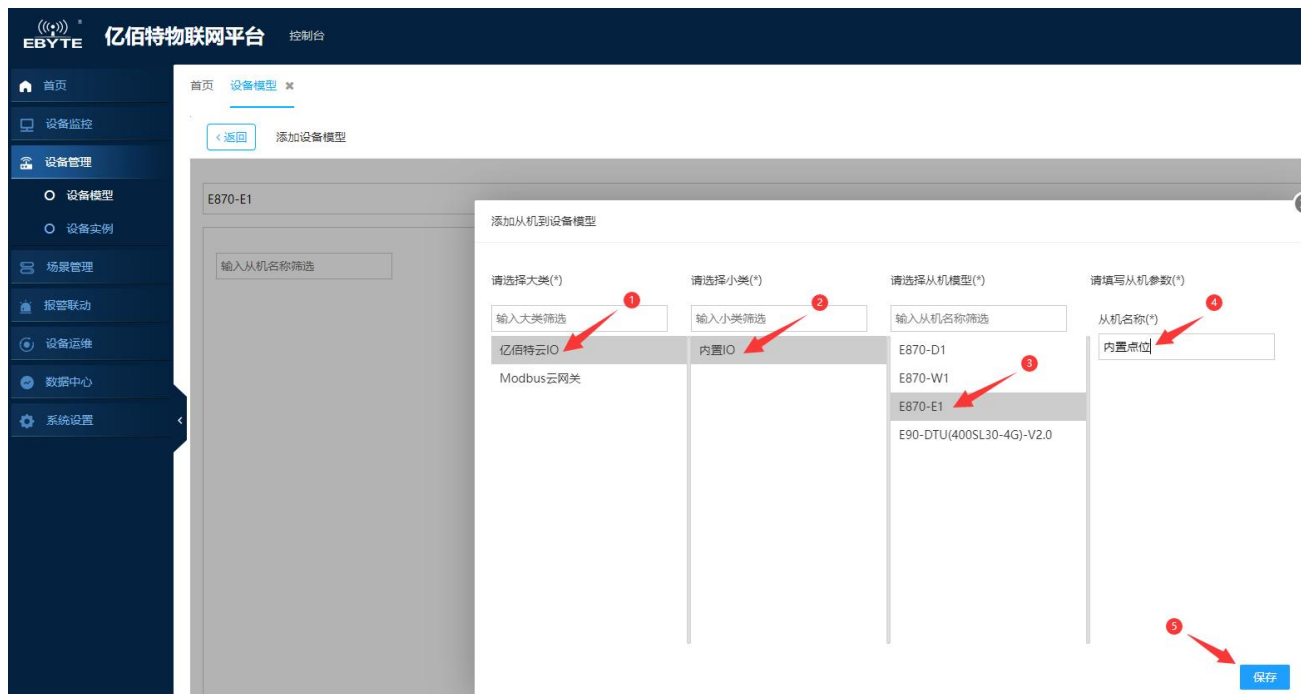 EBYTE 亿佰特物联网平台 控制台
首页
设备监控
设备管理
设备模型
设备实例
场景管理
报警联动
设备运维
数据中心
系统设置
首页 设备模型
返回 添加设备模型
E870-E1
输入从机名称筛选
添加从机到设备模型
请选择大类(*) 请选择小类(*) 请选择从机模型(*) 请填写从机参数(*)
1 2 4
输入大类筛选 输入小类筛选 输入从机名称筛选 从机名称(*)
亿佰特云IO 内置IO E870-D1 内置点位
3
Modbus云网关 E870-W1
E870-E1
E90-DTU(400SL30-4G)-V2.0
5
保存